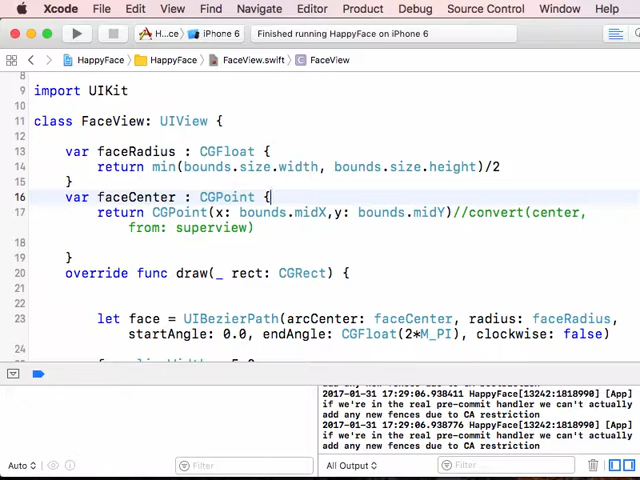 Xcode File Edit View Find Navigate Editor Product Debug Source Control Window Help
H...ce iPhone 6 Finished running HappyFace on iPhone 6
HappyFace HappyFace FaceView.swift C FaceView
8
9 import UIKit
10
11 class FaceView: UIView {
12
13 var faceRadius : CGFloat {
14 return min(bounds.size.width, bounds.size.height)/2
15 }
16 var faceCenter : CGPoint {
17 return CGPoint(x: bounds.midX,y: bounds.midY)//convert(center,
from: superview)
18
19 }
20 override func draw(_ rect: CGRect) {
21
22
23 let face = UIBezierPath(arcCenter: faceCenter, radius: faceRadius,
startAngle: 0.0, endAngle: CGFloat(2*M_PI), clockwise: false)
24
2017-01-31 17:29:06.938411 HappyFace[13242:1818990] [App]
if we're in the real pre-commit handler we can't actually
add any new fences due to CA restriction
2017-01-31 17:29:06.938776 HappyFace[13242:1818990] [App]
if we're in the real pre-commit handler we can't actually
add any new fences due to CA restriction
Auto Filter All Output Filter